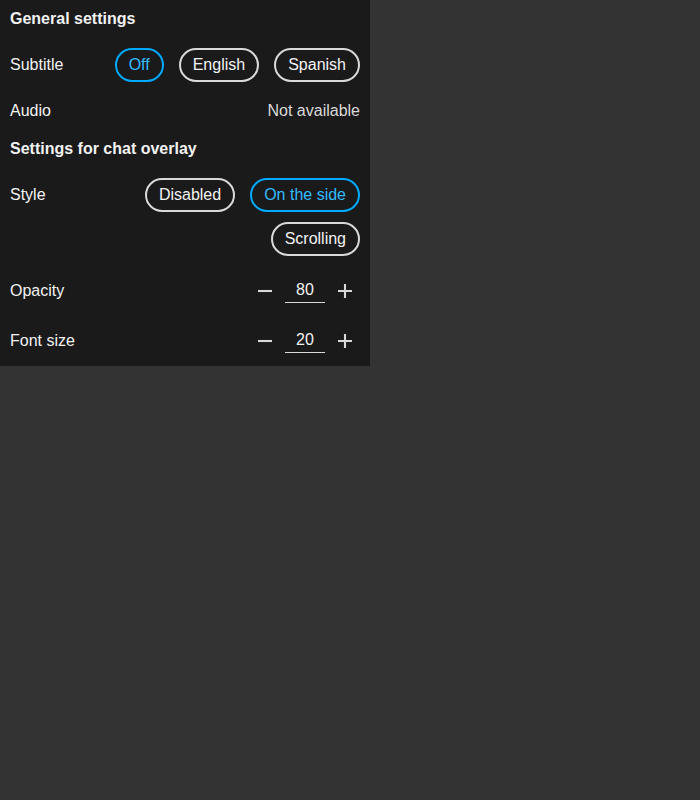 General settings
Subtitle Off English Spanish
Audio Not available
Settings for chat overlay
Style Disabled On the side
Scrolling
Opacity 80
Font size 20